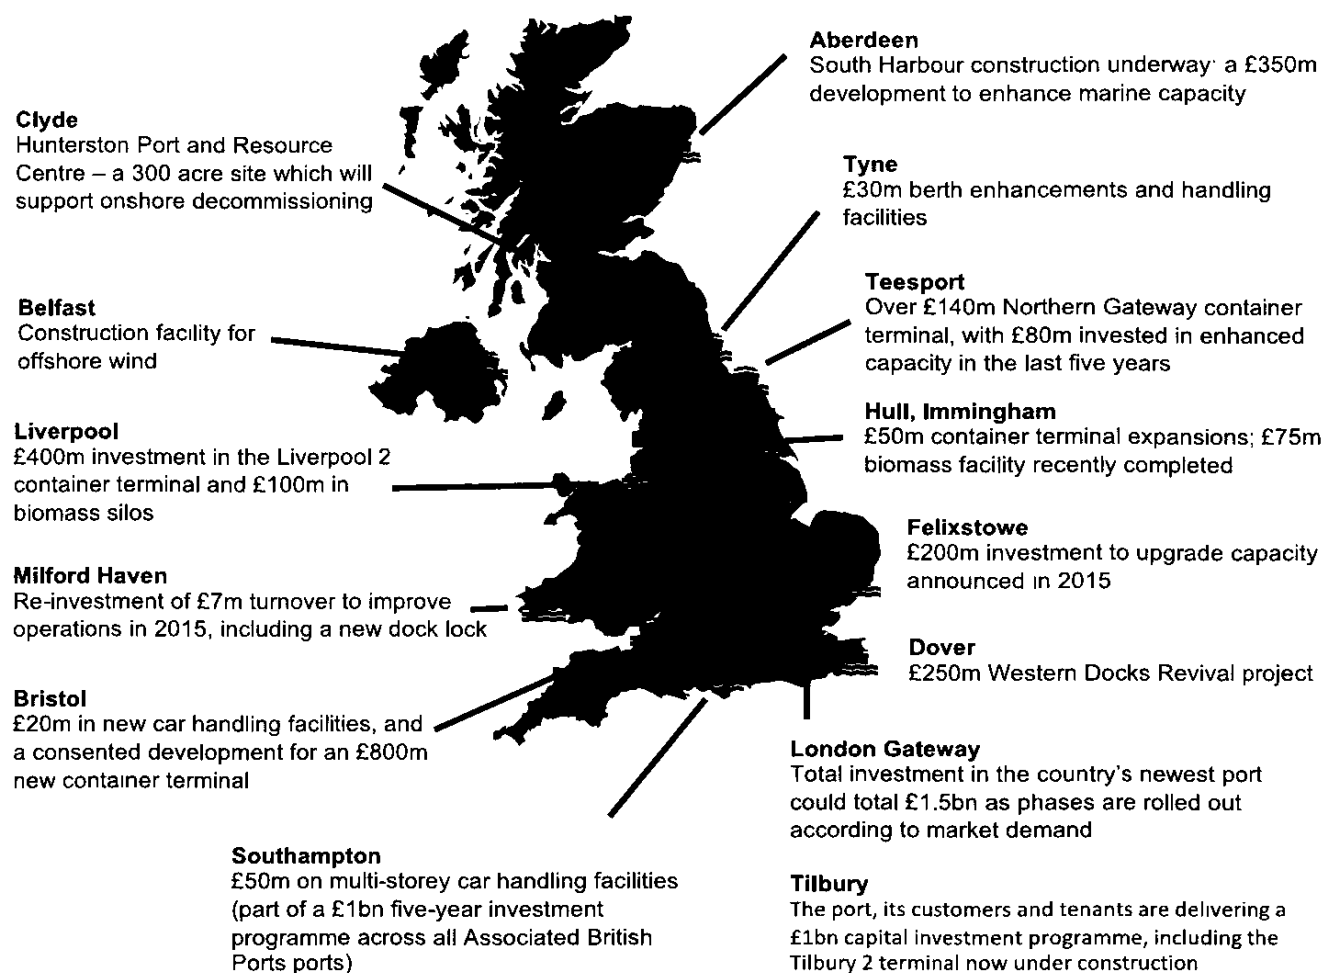 Aberdeen
South Harbour construction underway· a £350m
development to enhance marine capacity
Clyde
Hunterston Port and Resource
Centre – a 300 acre site which will
support onshore decommissioning
Tyne
£30m berth enhancements and handling
facilities
Teesport
Over £140m Northern Gateway container
terminal, with £80m invested in enhanced
capacity in the last five years
Belfast
Construction facility for
offshore wind
Hull, Immingham
£50m container terminal expansions; £75m
biomass facility recently completed
Liverpool
£400m investment in the Liverpool 2
container terminal and £100m in
biomass silos
Felixstowe
£200m investment to upgrade capacity
announced in 2015
Milford Haven
Re-investment of £7m turnover to improve
operations in 2015, including a new dock lock
Dover
£250m Western Docks Revival project
Bristol
£20m in new car handling facilities, and
a consented development for an £800m
new container terminal
London Gateway
Total investment in the country's newest port
could total £1.5bn as phases are rolled out
according to market demand
Southampton
£50m on multi-storey car handling facilities
(part of a £1bn five-year investment
programme across all Associated British
Ports ports)
Tilbury
The port, its customers and tenants are delivering a
£1bn capital investment programme, including the
Tilbury 2 terminal now under construction